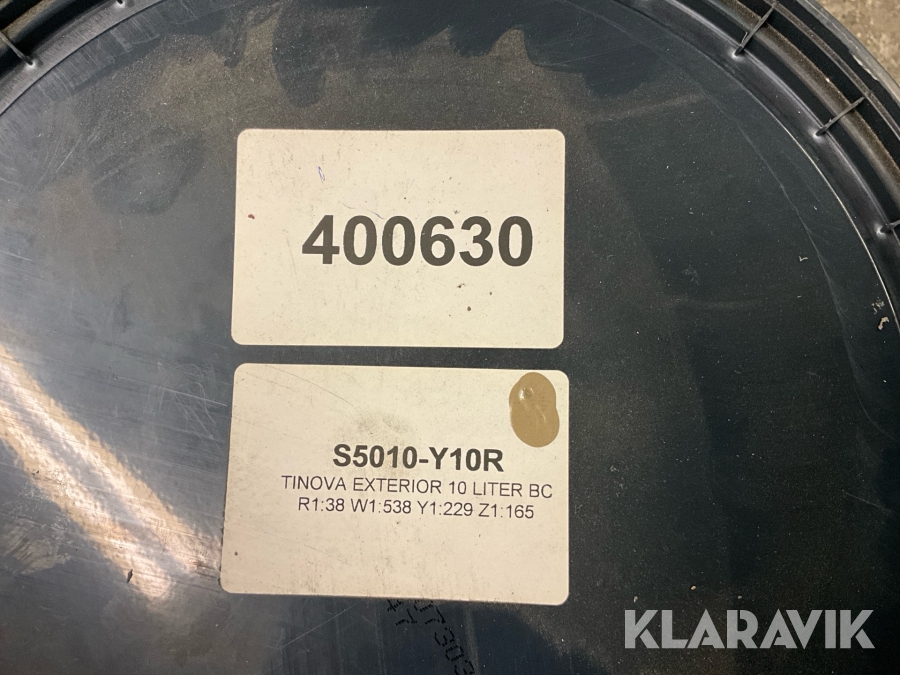 400630
S5010-Y10R
TINOVA EXTERIOR 10 LITER BC
R1:38 W1:538 Y1:229 Z1:165
KLARAVIK